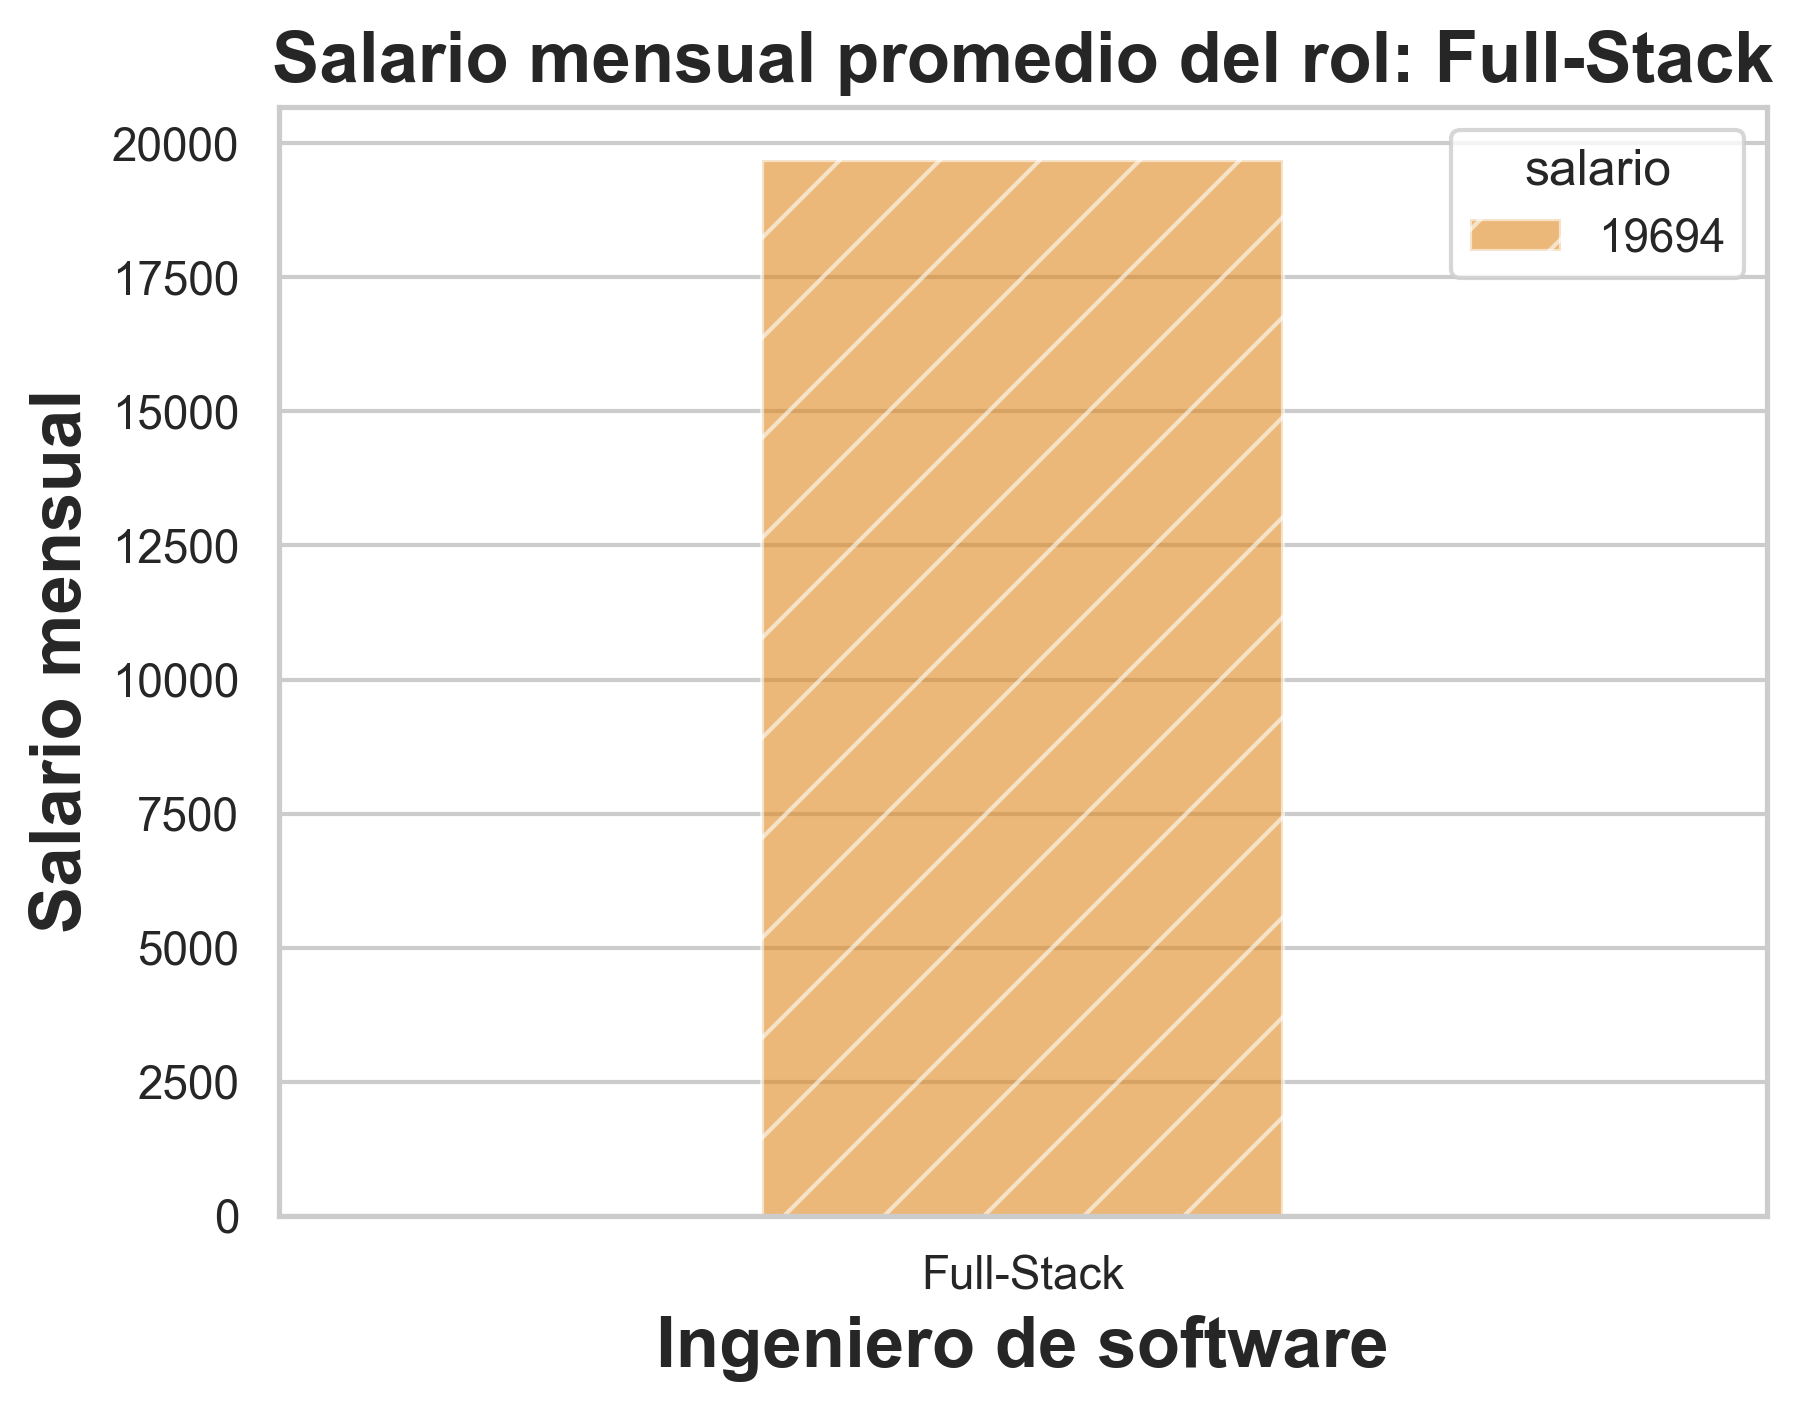 Salario mensual promedio del rol: Full-Stack
20000
17500
15000
12500
10000
7500
5000
2500
0
Salario mensual
salario
19694
Full-Stack
Ingeniero de software